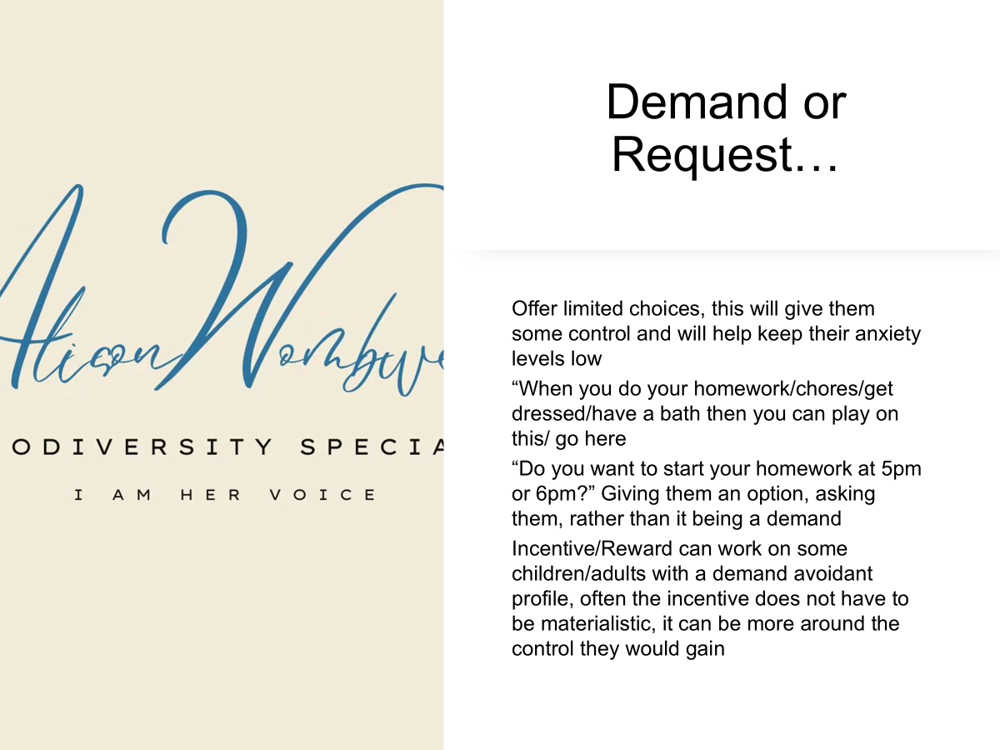 Alison Wombwe
ODIVERSITY SPECIA
I AM HER VOICE
Demand or
Request…
Offer limited choices, this will give them
some control and will help keep their anxiety
levels low
“When you do your homework/chores/get
dressed/have a bath then you can play on
this/ go here
“Do you want to start your homework at 5pm
or 6pm?” Giving them an option, asking
them, rather than it being a demand
Incentive/Reward can work on some
children/adults with a demand avoidant
profile, often the incentive does not have to
be materialistic, it can be more around the
control they would gain